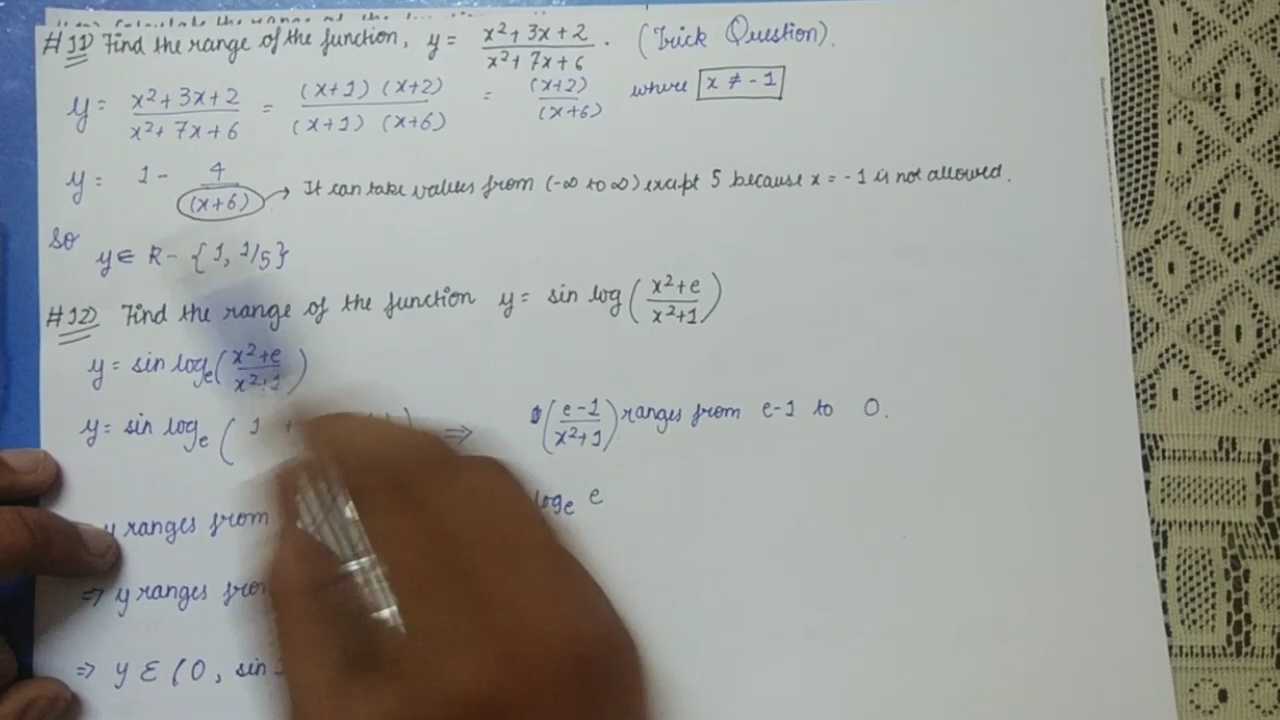 #11) Find the range of the function, y = x²+3x+2 / x²+7x+6 . (Trick Question).
y = x²+3x+2 / x²+7x+6 = (x+1) (x+2) / (x+1) (x+6) = (x+2) / (x+6) where x ≠ -1
y = 1 - 4 / (x+6) → It can take values from (-∞ to ∞) except 5 because x = -1 is not allowed.
So
y ∈ R - {1, 1/5}
#12) Find the range of the function y = sin log (x²+e / x²+1)
y = sin logₑ (x²+e / x²+1)
y = sin logₑ ( 1 + ⇒ (e-1 / x²+1) ranges from e-1 to 0.
y ranges from logₑ e
⇒ y ranges from
⇒ y ε (0, sin